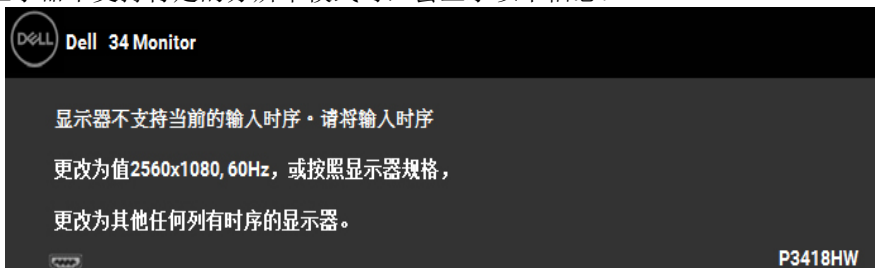 DELL Dell 34 Monitor
显示器不支持当前的输入时序。请将输入时序
更改为值2560x1080, 60Hz，或按照显示器规格，
更改为其他任何列有时序的显示器。
P3418HW